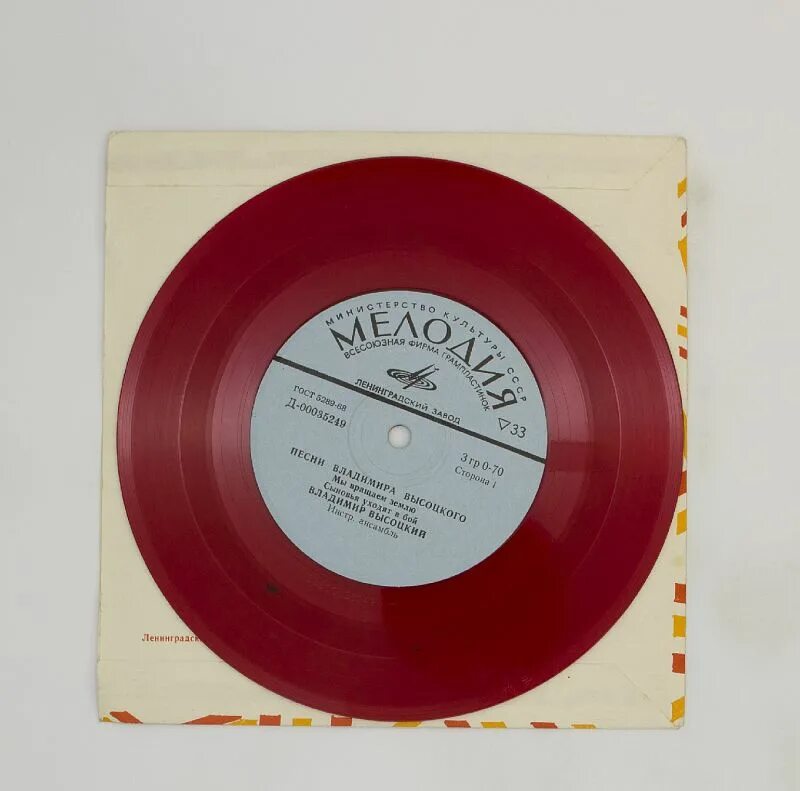 МИНИСТЕРСТВО КУЛЬТУРЫ СССР
МЕЛОДИЯ
ВСЕСОЮЗНАЯ ФИРМА ГРАМПЛАСТИНОК
ЛЕНИНГРАДСКИЙ ЗАВОД
ГОСТ 5289-68
33
Д-00035249
3 гр 0-70
Сторона 1
ПЕСНИ ВЛАДИМИРА ВЫСОЦКОГО
Мы вращаем землю
Сыновья уходят в бой
ВЛАДИМИР ВЫСОЦКИЙ
Инстр. ансамбль